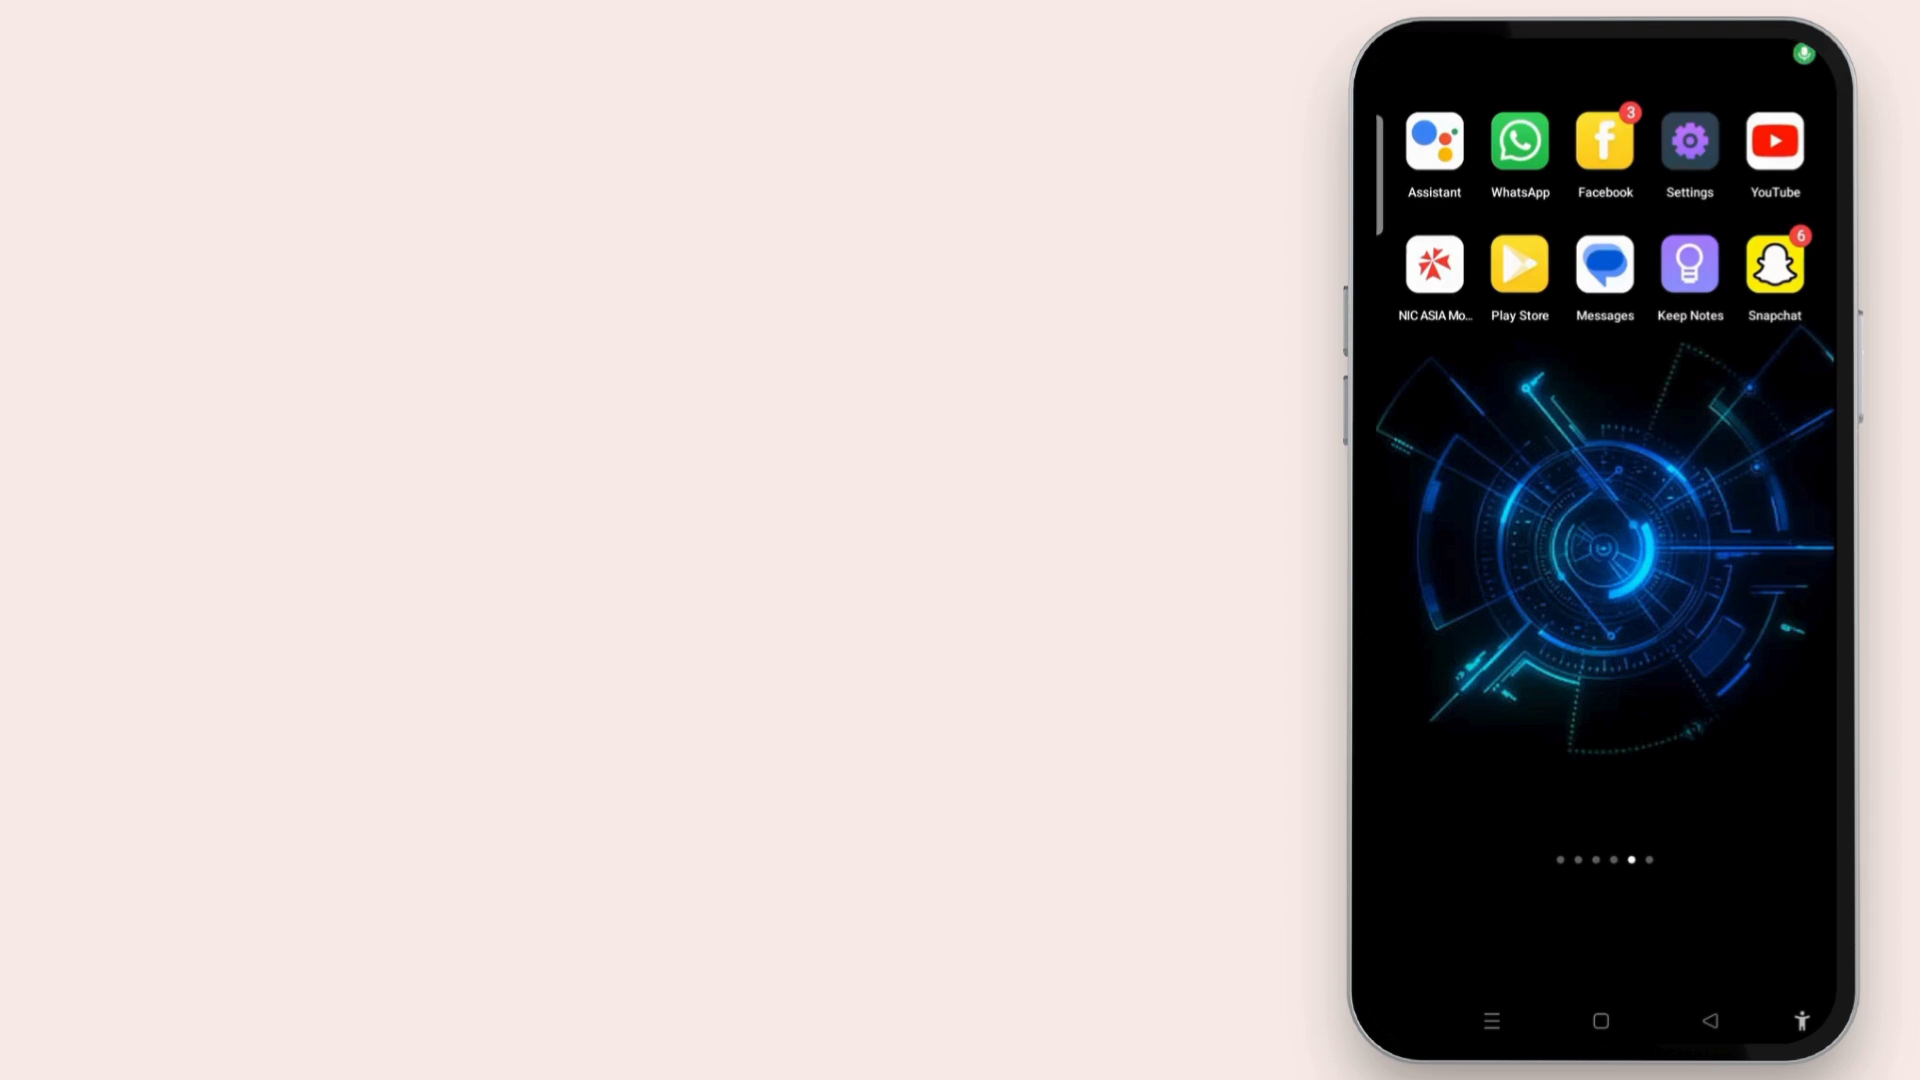 3
Assistant WhatsApp Facebook Settings YouTube
6
NIC ASIA Mo... Play Store Messages Keep Notes Snapchat